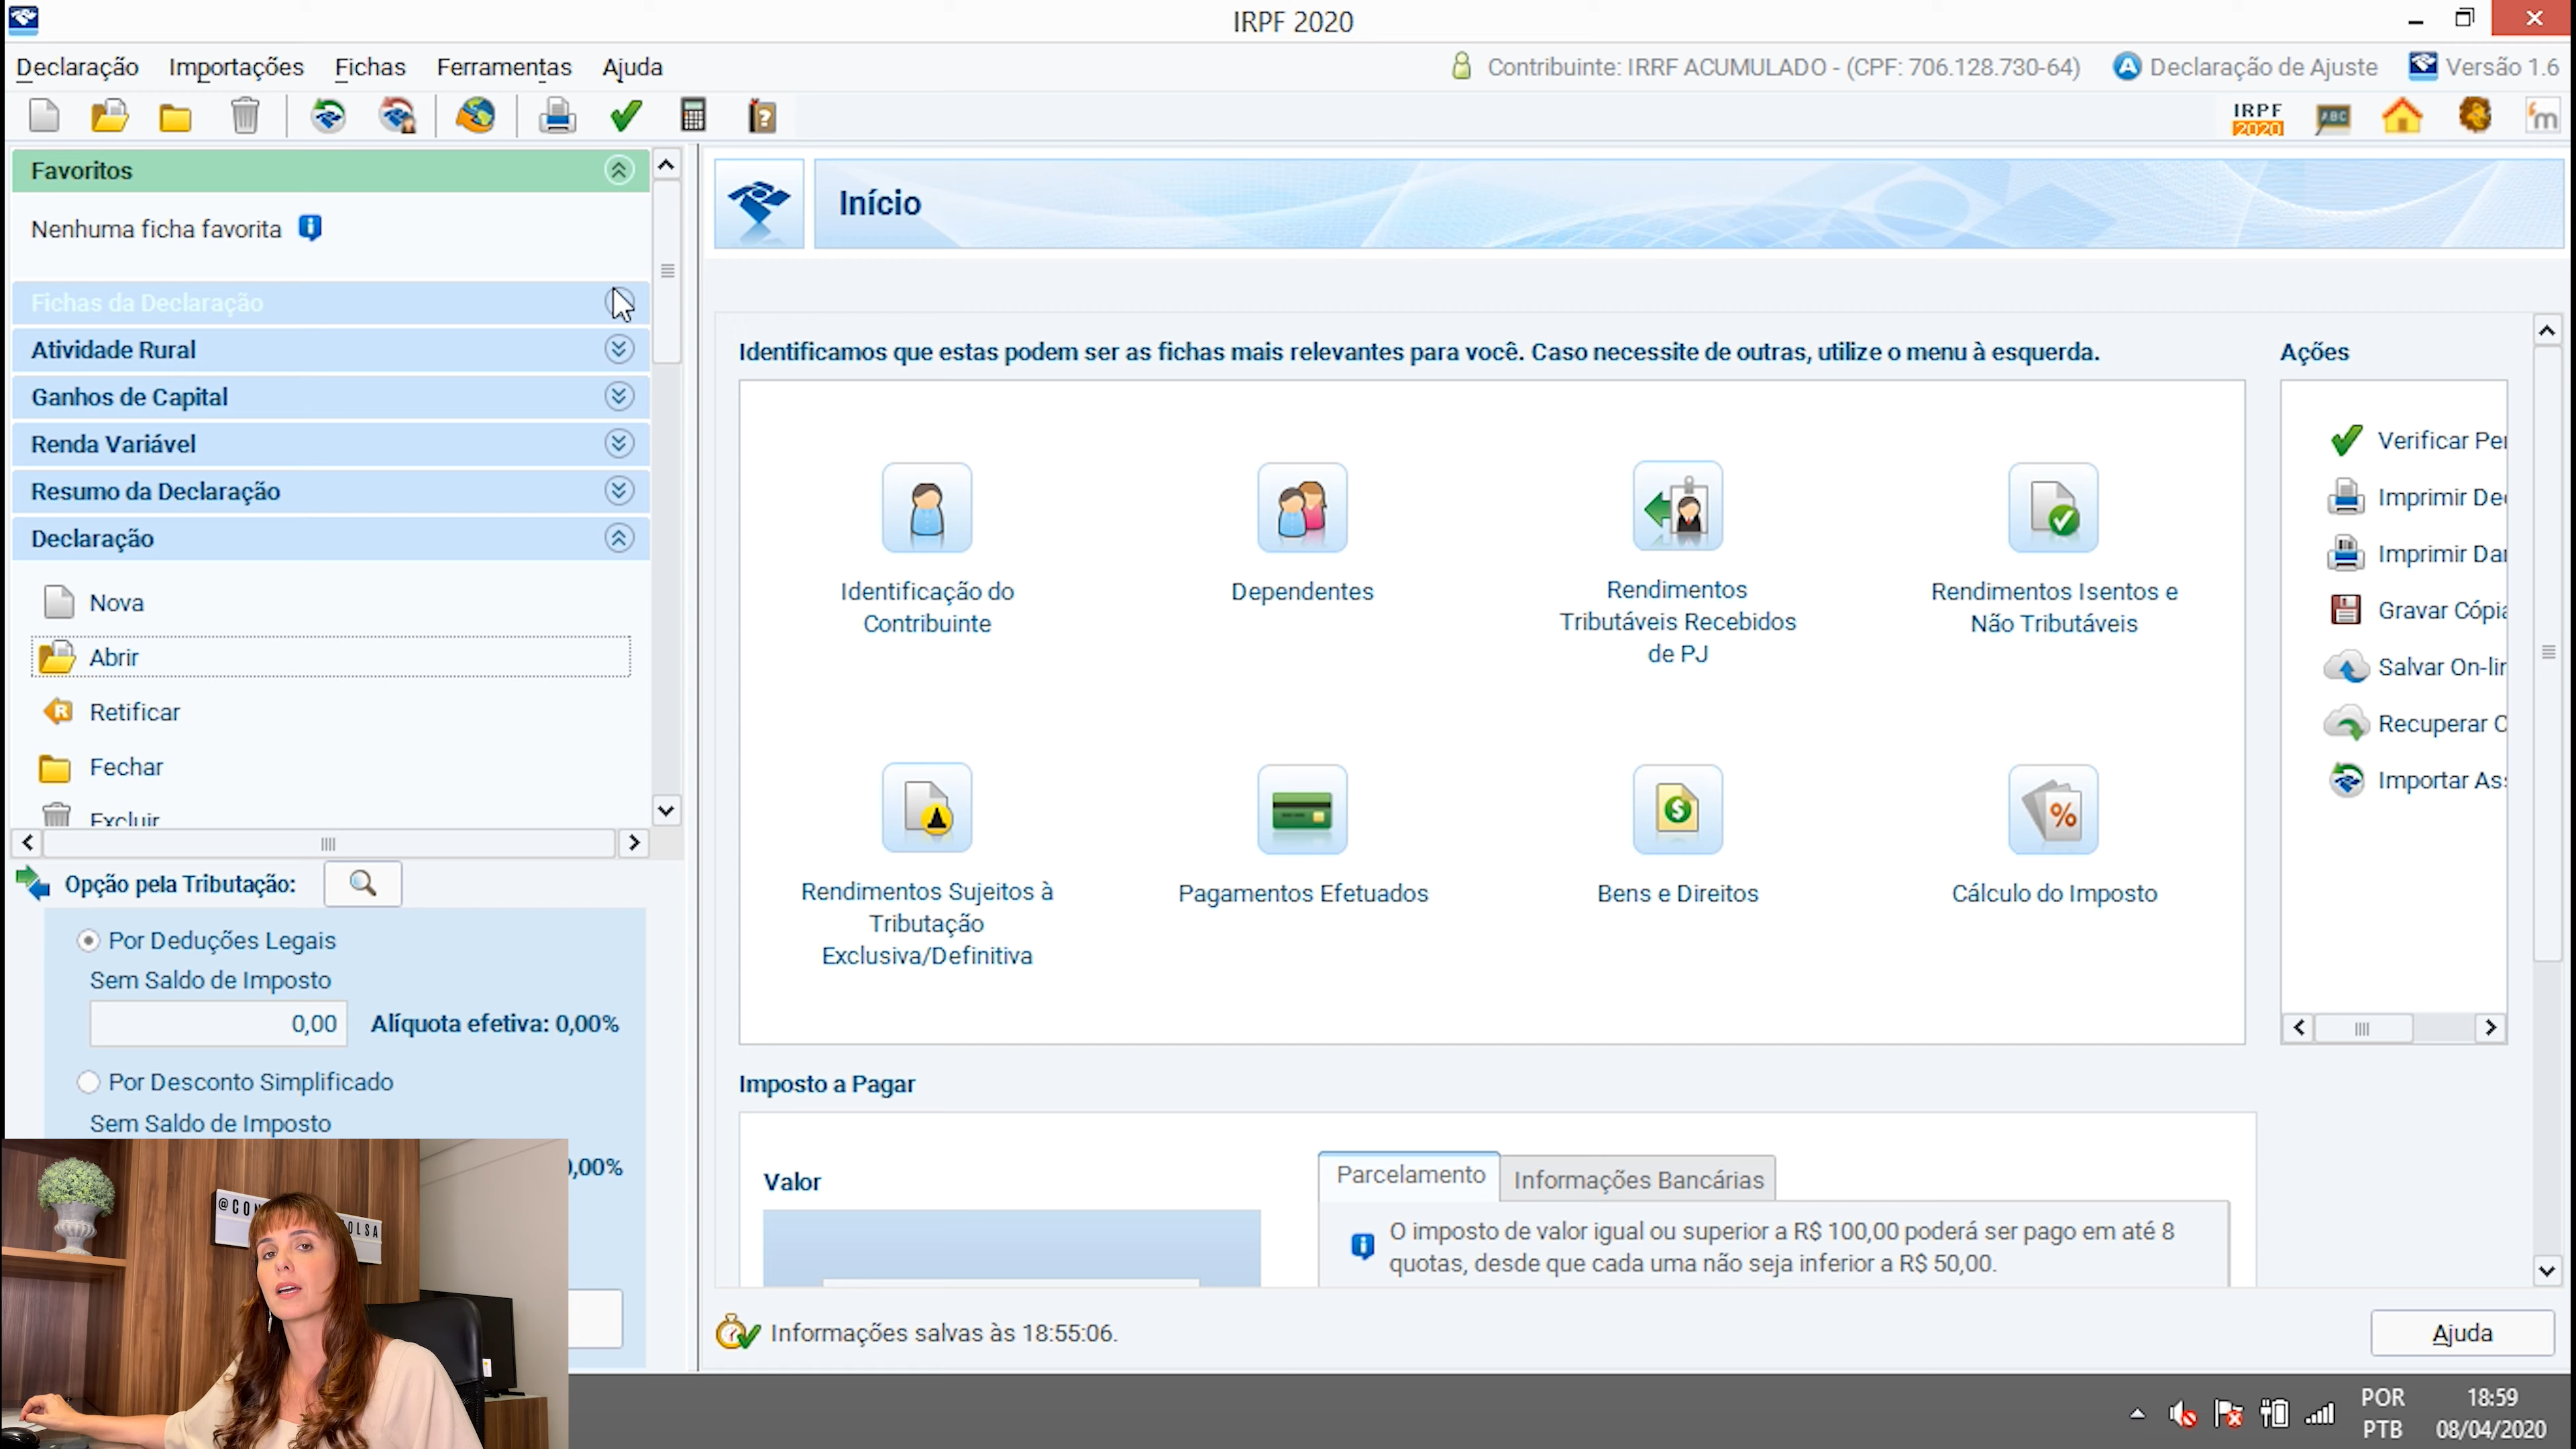 IRPF 2020
Declaração Importações Fichas Ferramentas Ajuda
Contribuinte: IRRF ACUMULADO - (CPF: 706.128.730-64) Declaração de Ajuste Versão 1.6
IRPF
2020
ABC
m
Favoritos
Nenhuma ficha favorita
Fichas da Declaração
Atividade Rural
Ganhos de Capital
Renda Variável
Resumo da Declaração
Declaração
Nova
Abrir
Retificar
Fechar
Excluir
Opção pela Tributação:
Por Deduções Legais
Sem Saldo de Imposto
0,00 Alíquota efetiva: 0,00%
Por Desconto Simplificado
Sem Saldo de Imposto
0,00%
@CON
OLSA
Início
Identificamos que estas podem ser as fichas mais relevantes para você. Caso necessite de outras, utilize o menu à esquerda.
Identificação do
Contribuinte
Dependentes
Rendimentos
Tributáveis Recebidos
de PJ
Rendimentos Isentos e
Não Tributáveis
Rendimentos Sujeitos à
Tributação
Exclusiva/Definitiva
Pagamentos Efetuados
Bens e Direitos
Cálculo do Imposto
Ações
Verificar Pe
Imprimir De
Imprimir Dar
Gravar Cópia
Salvar On-lin
Recuperar C
Importar As
Imposto a Pagar
Valor
Parcelamento Informações Bancárias
O imposto de valor igual ou superior a R$ 100,00 poderá ser pago em até 8
quotas, desde que cada uma não seja inferior a R$ 50,00.
Informações salvas às 18:55:06.
Ajuda
POR
PTB
18:59
08/04/2020